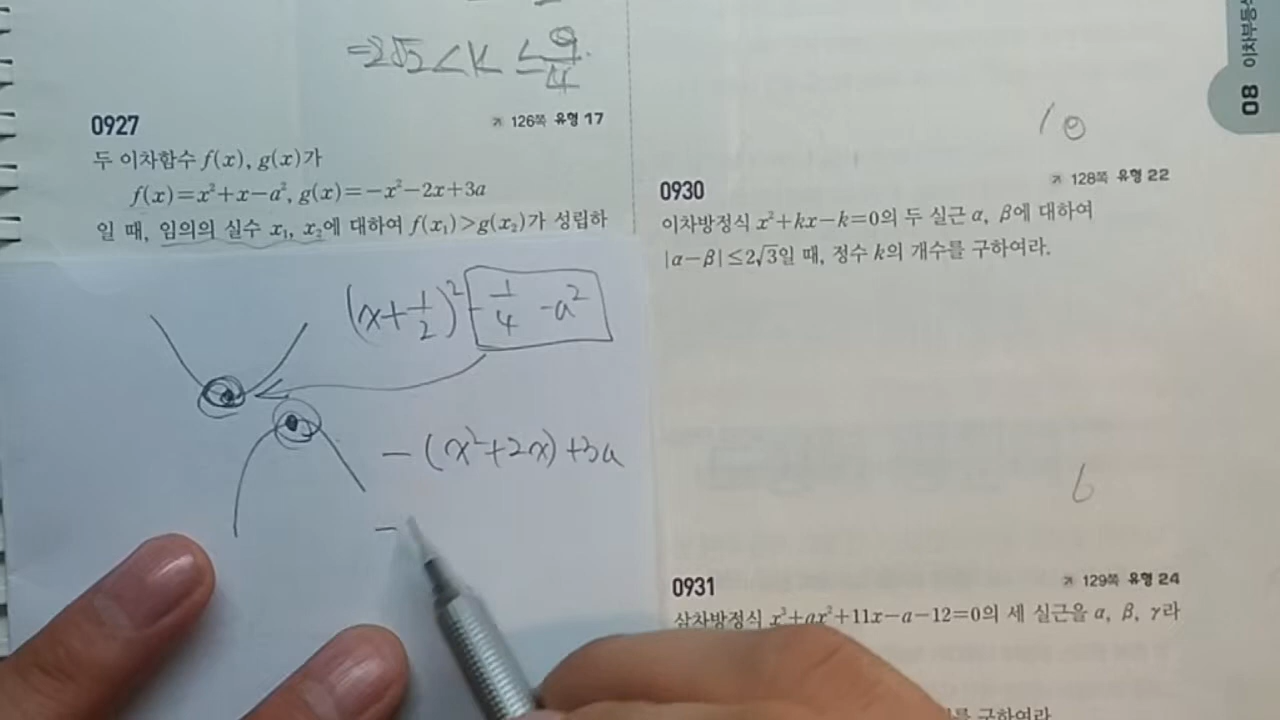 =2√2<K≤9/4
0927
↗ 126쪽 유형 17
두 이차함수 f(x), g(x)가
f(x)=x²+x-a², g(x)=-x²-2x+3a
일 때, 임의의 실수 x₁, x₂에 대하여 f(x₁)>g(x₂)가 성립하
(x+1/2)²-1/4-a²
-(x²+2x)+3a
-
08 이차부등식
10
0930
↗ 128쪽 유형 22
이차방정식 x²+kx-k=0의 두 실근 α, β에 대하여
|α-β|≤2√3일 때, 정수 k의 개수를 구하여라.
6
0931
↗ 129쪽 유형 24
삼차방정식 x³+ax²+11x-a-12=0의 세 실근을 α, β, γ라
를 구하여라